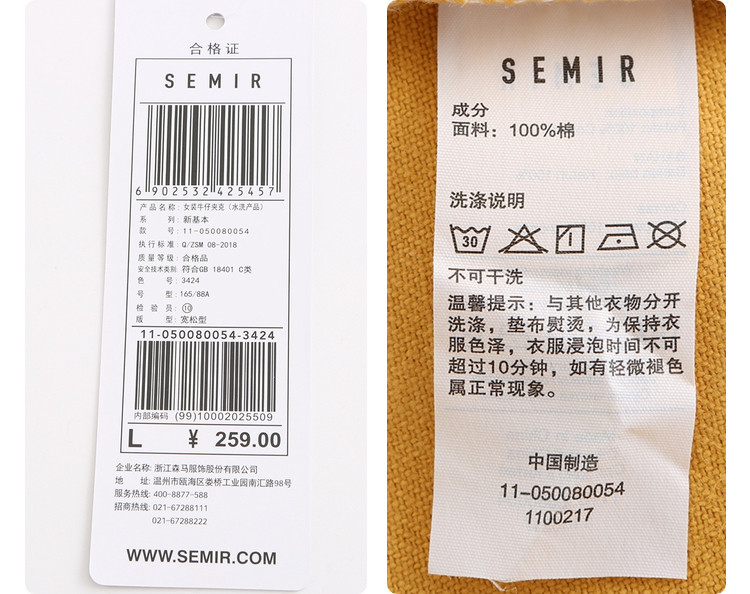 合格证
SEMIR
6 902532 425457
产品名称: 女装牛仔夹克(水洗产品)
系 列: 新基本
款 号: 11-050080054
执行标准: Q/ZSM 08-2018
质量等级: 合格品
安全技术类别: 符合GB 18401 C类
色 号: 3424
号 型: 165/88A
检 验 员: ⑩
版 型: 宽松型
11-050080054-3424
内部编码 (99)10002025509
L ¥ 259.00
企业名称: 浙江森马服饰股份有限公司
地 址: 温州市瓯海区娄桥工业园南汇路98号
服务热线: 400-8877-588
招商热线: 021-67288111
021-67288222
WWW.SEMIR.COM
SEMIR
成分
面料: 100%棉
洗涤说明
30
不可干洗
温馨提示: 与其他衣物分开
洗涤, 垫布熨烫, 为保持衣
服色泽, 衣服浸泡时间不可
超过10分钟, 如有轻微褪色
属正常现象。
中国制造
11-050080054
1100217